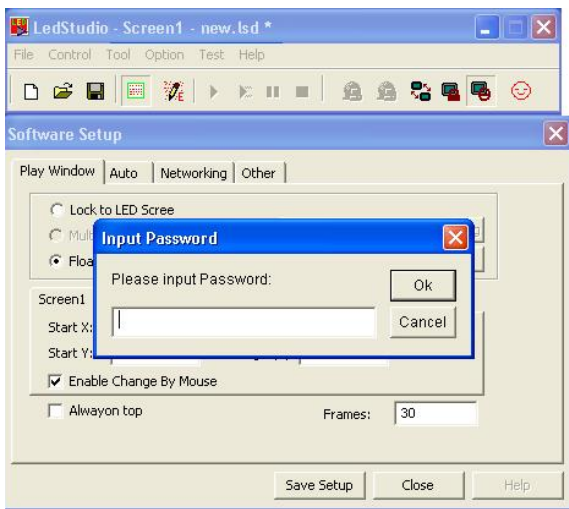 LedStudio - Screen1 - new.lsd *
File Control Tool Option Test Help
Software Setup
Play Window Auto Networking Other
Lock to LED Scree
Mult
Floa
Input Password
Please input Password:
Ok
Cancel
Screen1
Start X:
Start Y:
Enable Change By Mouse
Alwayon top
Frames: 30
Save Setup Close Help